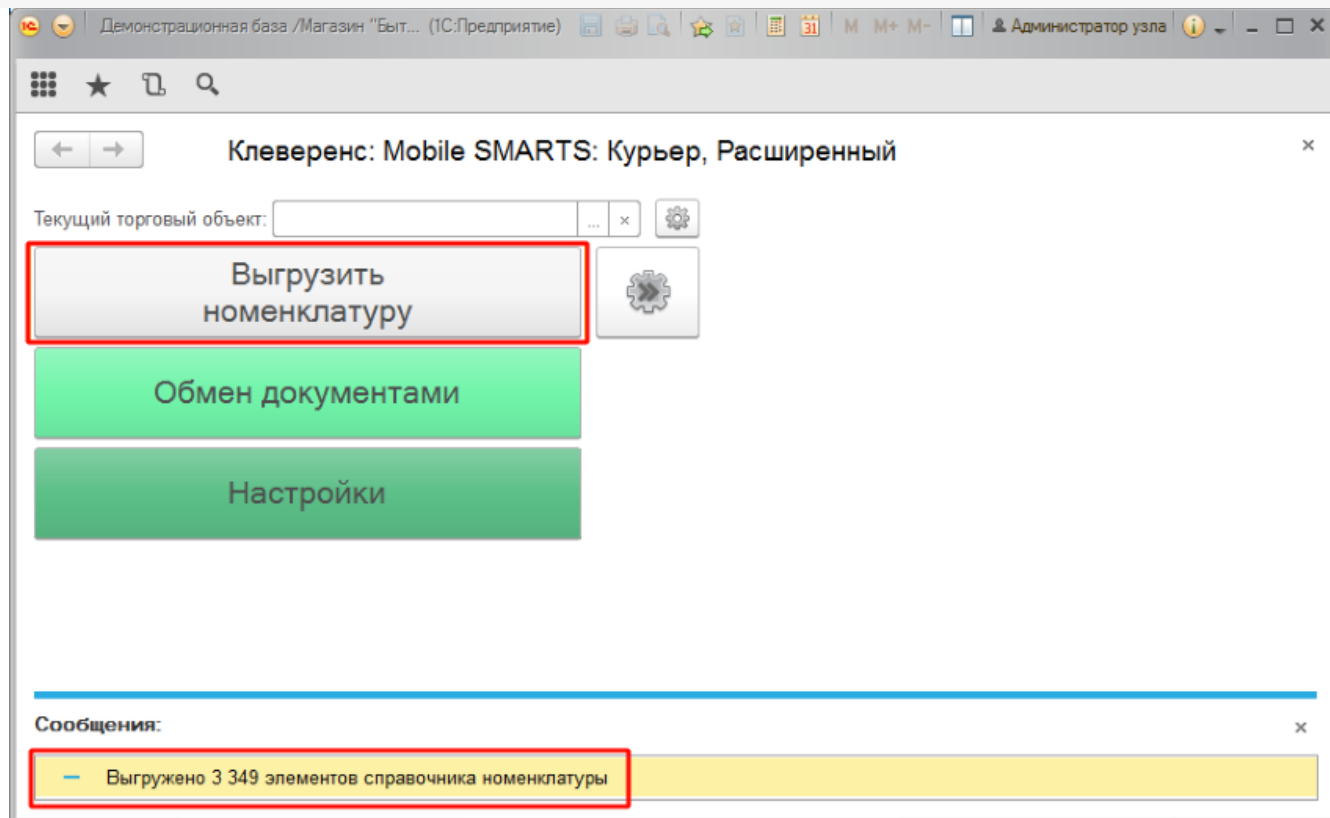 Демонстрационная база /Магазин "Быт... (1С:Предприятие) 31 M M+ M- Администратор узла
Клеверенс: Mobile SMARTS: Курьер, Расширенный
Текущий торговый объект: ...
Выгрузить
номенклатуру
Обмен документами
Настройки
Сообщения:
Выгружено 3 349 элементов справочника номенклатуры